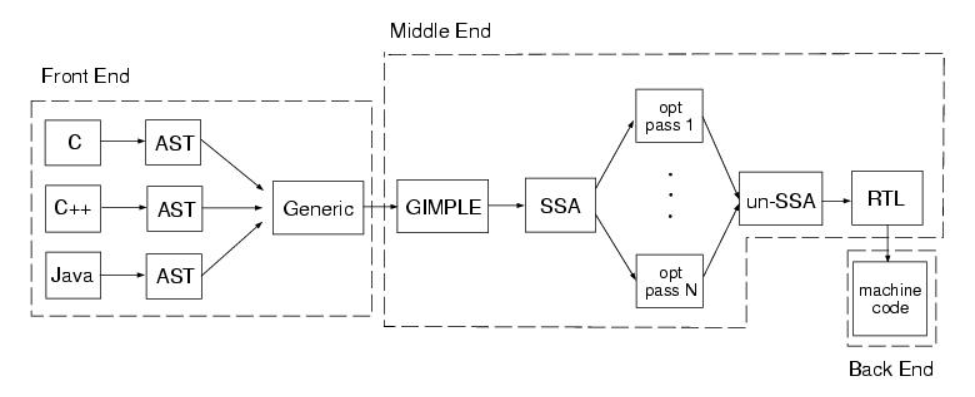 Middle End
Front End
C
AST
C++
AST
Java
AST
Generic
GIMPLE
SSA
opt
pass 1
opt
pass N
un-SSA
RTL
machine
code
Back End